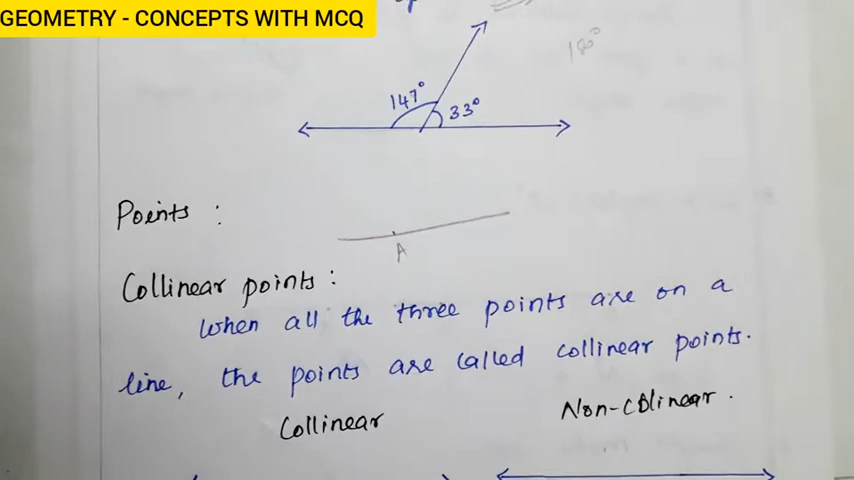 GEOMETRY - CONCEPTS WITH MCQ
180°
147°
33°
Points :
A
Collinear points :
When all the three points are on a
line, the points are called collinear points.
Collinear
Non-collinear.